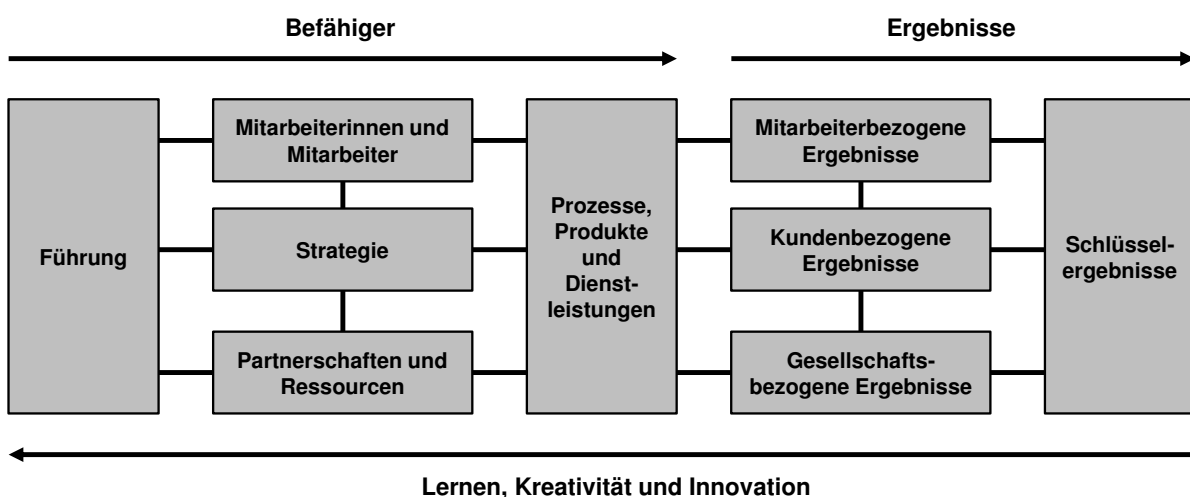 Befähiger
Ergebnisse
Führung
Mitarbeiterinnen und
Mitarbeiter
Strategie
Partnerschaften und
Ressourcen
Prozesse,
Produkte
und
Dienst-
leistungen
Mitarbeiterbezogene
Ergebnisse
Kundenbezogene
Ergebnisse
Gesellschafts-
bezogene Ergebnisse
Schlüssel-
ergebnisse
Lernen, Kreativität und Innovation